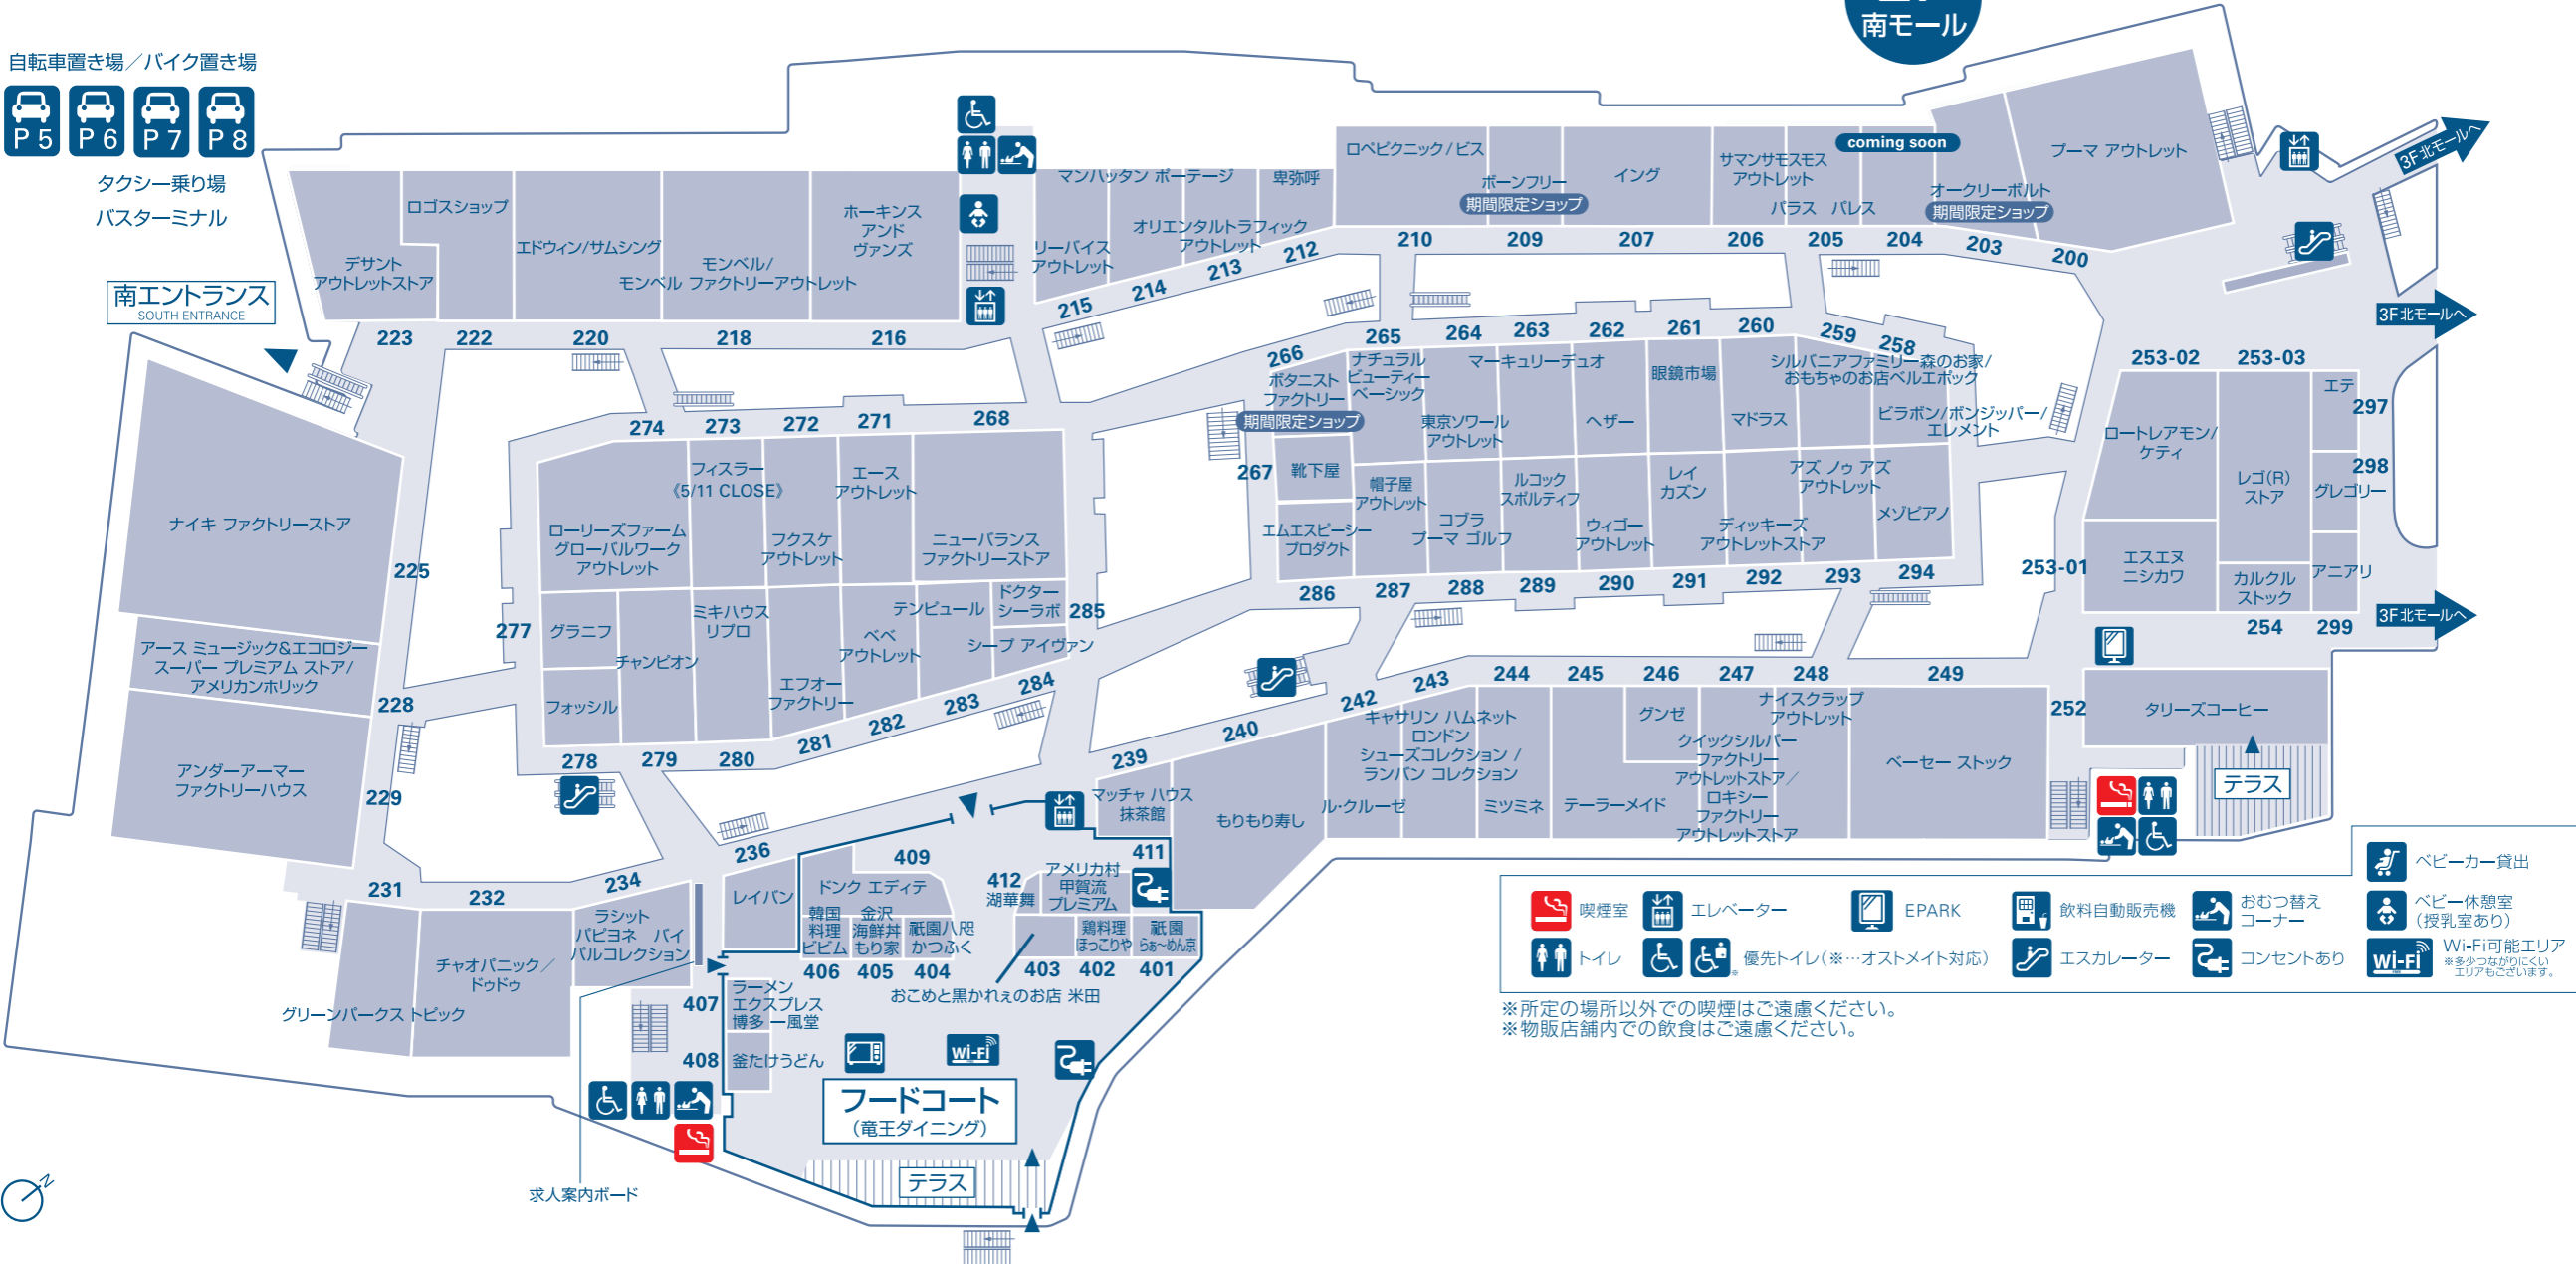 南モール
自転車置き場／バイク置き場
P 5
P 6
P 7
P 8
タクシー乗り場
バスターミナル
南エントランス
SOUTH ENTRANCE
デサント
アウトレットストア
ロゴスショップ
エドウィン/サムシング
モンベル/
モンベル ファクトリーアウトレット
ホーキンス
アンド
ヴァンズ
223
222
220
218
216
マンハッタン ポーテージ
卑弥呼
オリエンタルトラフィック
アウトレット
リーバイス
アウトレット
215
214
213
212
ロペピクニック/ビス
ボーンフリー
期間限定ショップ
イング
サマンサモスモス
アウトレット
パラス パレス
coming soon
オークリーボルト
期間限定ショップ
プーマ アウトレット
210
209
207
206
205
204
203
200
3F北モールへ
3F北モールへ
3F北モールへ
ナイキ ファクトリーストア
225
アース ミュージック&エコロジー
スーパー プレミアム ストア/
アメリカンホリック
228
アンダーアーマー
ファクトリーハウス
229
274
273
272
271
268
フィスラー
《5/11 CLOSE》
エース
アウトレット
ローリーズファーム
グローバルワーク
アウトレット
フクスケ
アウトレット
ニューバランス
ファクトリーストア
277
グラニフ
チャンピオン
ミキハウス
リプロ
べべ
アウトレット
テンピュール
ドクター
シーラボ
285
シープ アイヴァン
フォッシル
エフオー
ファクトリー
278
279
280
281
282
283
284
266
265
264
263
262
261
260
259
258
ボタニスト
ファクトリー
期間限定ショップ
ナチュラル
ビューティー
ベーシック
マーキュリーデュオ
眼鏡市場
シルバニアファミリー森のお家/
おもちゃのお店ベルエポック
東京ソワール
アウトレット
ヘザー
マドラス
ビラボン/ボンジッパー/
エレメント
267
靴下屋
帽子屋
アウトレット
ルコック
スポルティフ
レイ
カズン
アズ ノゥ アズ
アウトレット
エムエスピーシー
プロダクト
コブラ
プーマ ゴルフ
ウィゴー
アウトレット
ディッキーズ
アウトレットストア
メゾピアノ
286
287
288
289
290
291
292
293
294
253-02
253-03
エテ
297
ロートレアモン/
ケティ
レゴ(R)
ストア
298
グレゴリー
253-01
エスエヌ
ニシカワ
カルクル
ストック
アニアリ
254
299
252
タリーズコーヒー
テラス
239
240
242
243
244
245
246
247
248
249
マッチャ ハウス
抹茶館
もりもり寿し
ル・クルーゼ
キャサリン ハムネット
ロンドン
シューズコレクション /
ランバン コレクション
ミツミネ
テーラーメイド
グンゼ
クイックシルバー
ファクトリー
アウトレットストア／
ロキシー
ファクトリー
アウトレットストア
ナイスクラップ
アウトレット
ベーセー ストック
231
232
234
236
グリーンパークス トピック
チャオパニック／
ドゥドゥ
ラシット
パピヨネ バイ
バルコレクション
レイバン
409
ドンク エディテ
韓国
料理
ビビム
金沢
海鮮丼
もり家
祇園八処
かつふく
406
405
404
412
湖華舞
アメリカ村
甲賀流
プレミアム
411
鶏料理
ほっこりや
祇園
らぁ〜めん京
403
402
401
おこめと黒かれぇのお店 米田
407
ラーメン
エクスプレス
博多 一風堂
408
釜たけうどん
Wi-Fi
フードコート
（竜王ダイニング）
テラス
求人案内ボード
N
喫煙室
エレベーター
EPARK
飲料自動販売機
おむつ替え
コーナー
ベビーカー貸出
ベビー休憩室
（授乳室あり）
トイレ
優先トイレ（※…オストメイト対応）
エスカレーター
コンセントあり
Wi-Fi
Wi-Fi可能エリア
※多少つながりにくい
エリアもございます。
※所定の場所以外での喫煙はご遠慮ください。
※物販店舗内での飲食はご遠慮ください。